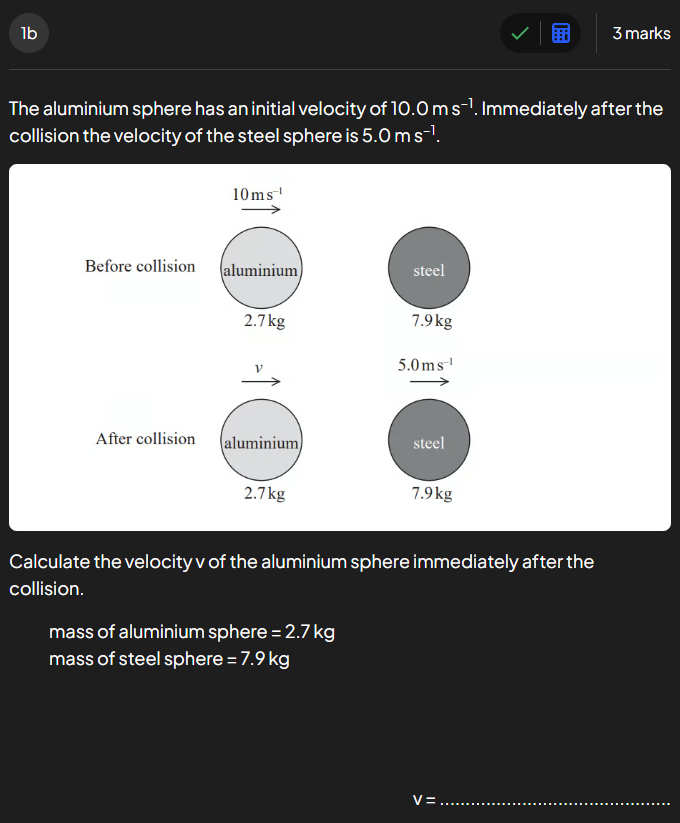 1b
3 marks
The aluminium sphere has an initial velocity of 10.0 m s⁻¹. Immediately after the
collision the velocity of the steel sphere is 5.0 m s⁻¹.
10 m s⁻¹
Before collision
aluminium
steel
2.7 kg
7.9 kg
v
5.0 m s⁻¹
After collision
aluminium
steel
2.7 kg
7.9 kg
Calculate the velocity v of the aluminium sphere immediately after the
collision.
mass of aluminium sphere = 2.7 kg
mass of steel sphere = 7.9 kg
v = .............................................